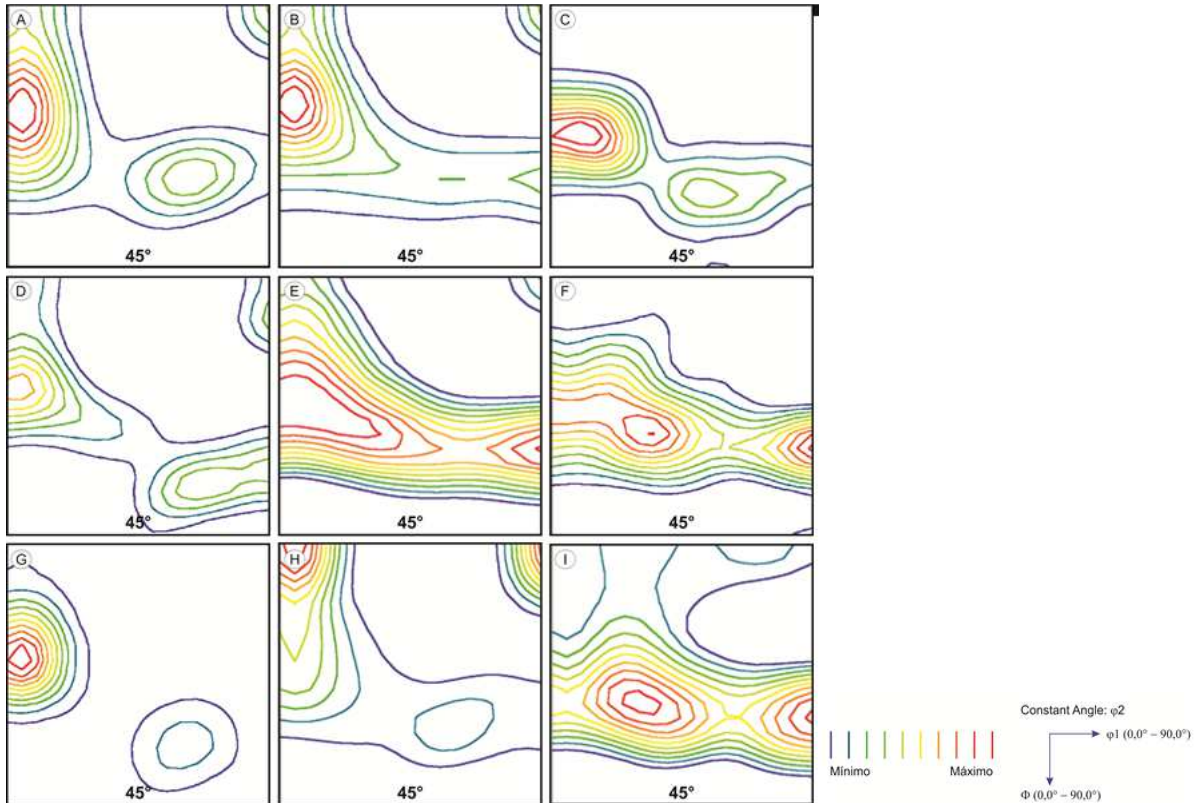 A
B
C
45°
45°
45°
D
E
F
45°
45°
45°
G
H
I
45°
45°
45°
Mínimo
Máximo
Constant Angle: φ2
φ1 (0,0° – 90,0°)
Φ (0,0° – 90,0°)